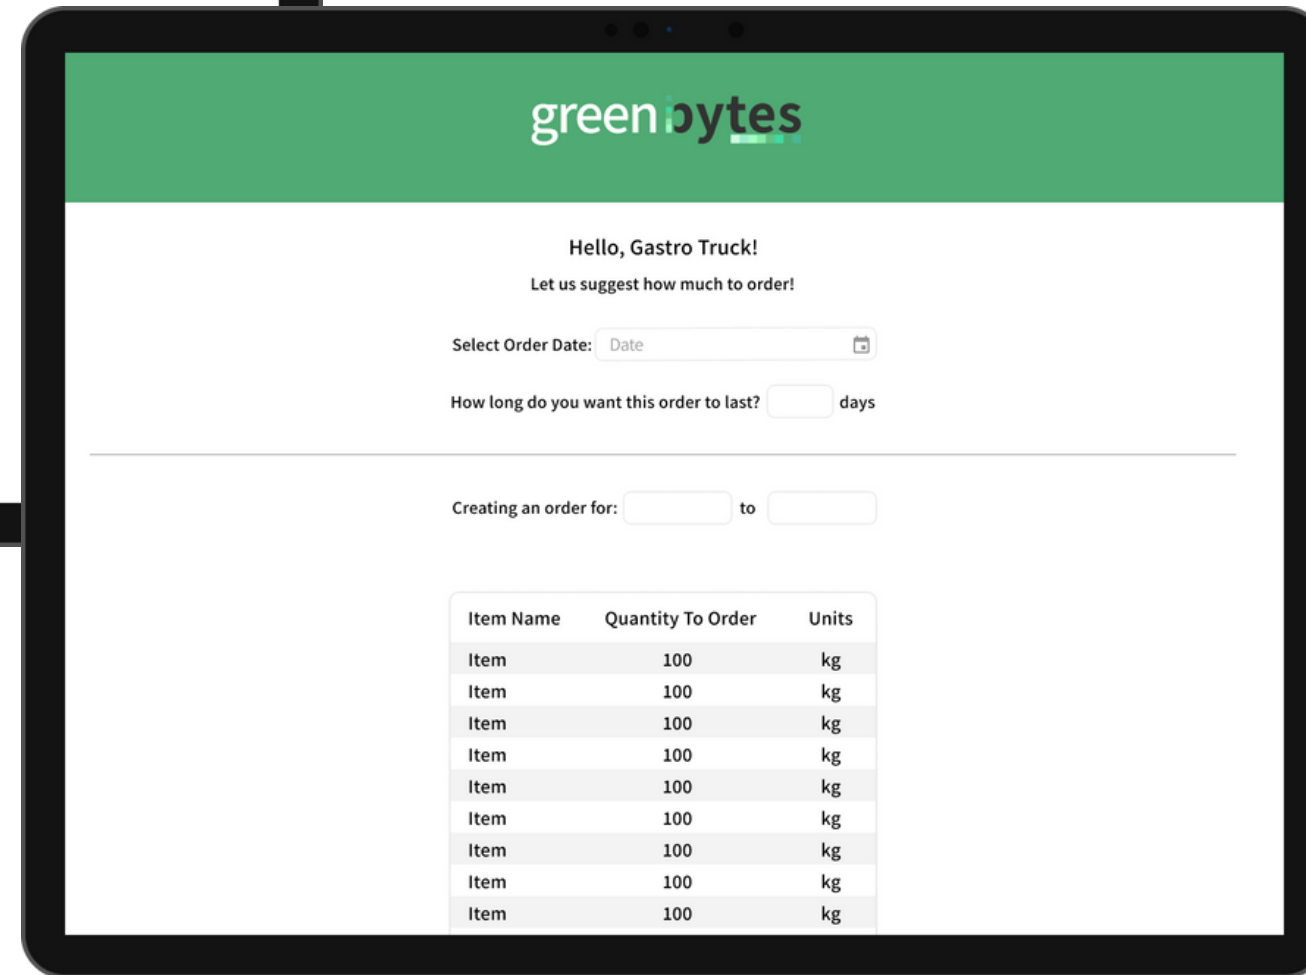 greenbytes
Hello, Gastro Truck!
Let us suggest how much to order!
Select Order Date: Date
How long do you want this order to last? days
Creating an order for: to
Item Name Quantity To Order Units
Item 100 kg
Item 100 kg
Item 100 kg
Item 100 kg
Item 100 kg
Item 100 kg
Item 100 kg
Item 100 kg
Item 100 kg